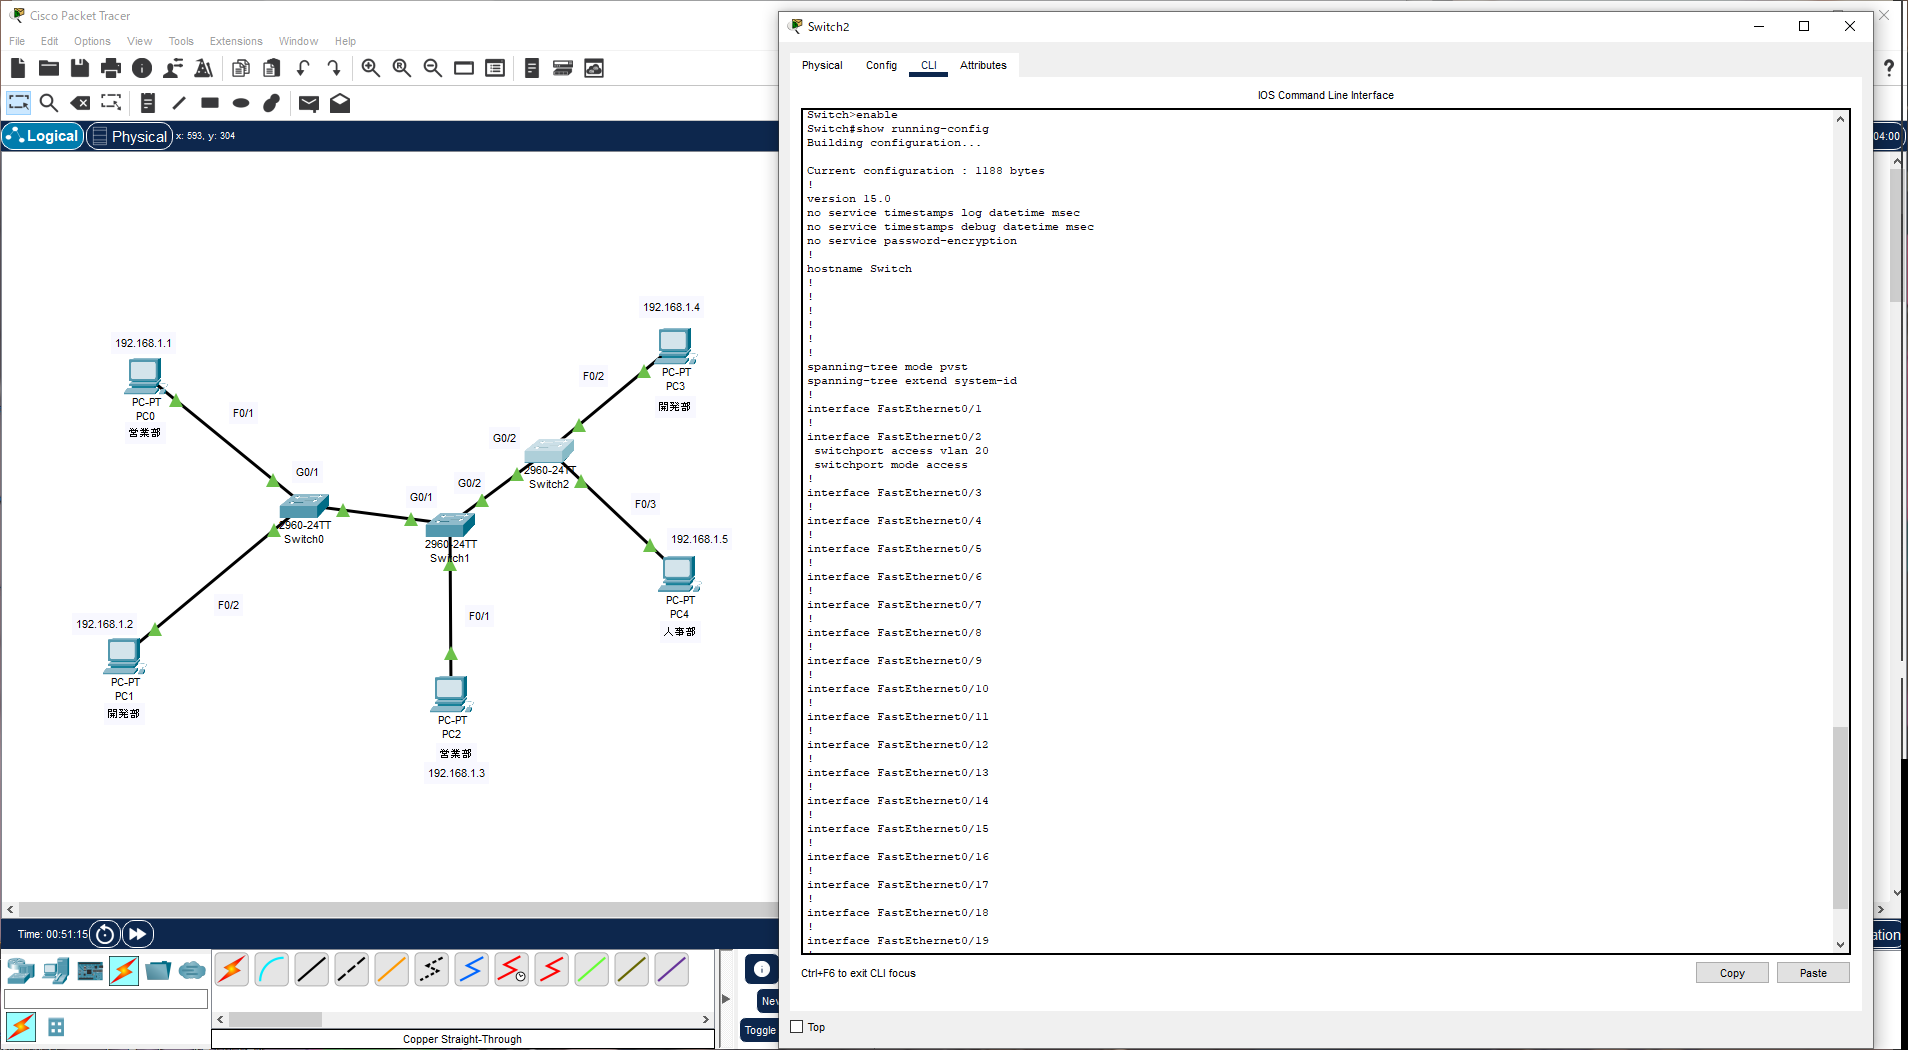 Cisco Packet Tracer
File Edit Options View Tools Extensions Window Help
Logical Physical x: 593, y: 304
192.168.1.4
PC-PT
PC3
開発部
F0/2
192.168.1.1
PC-PT
PC0
営業部
F0/1
G0/2
2960-24TT
Switch2
G0/1
G0/2
G0/1
F0/3
2960-24TT
Switch0
2960-24TT
Switch1
192.168.1.5
PC-PT
PC4
人事部
F0/2
F0/1
192.168.1.2
PC-PT
PC1
開発部
PC-PT
PC2
営業部
192.168.1.3
Time: 00:51:15
Copper Straight-Through
New
Toggle
Switch2
Physical Config CLI Attributes
IOS Command Line Interface
Switch>enable
Switch#show running-config
Building configuration...
Current configuration : 1188 bytes
!
version 15.0
no service timestamps log datetime msec
no service timestamps debug datetime msec
no service password-encryption
!
hostname Switch
!
!
!
!
!
!
spanning-tree mode pvst
spanning-tree extend system-id
!
interface FastEthernet0/1
!
interface FastEthernet0/2
switchport access vlan 20
switchport mode access
!
interface FastEthernet0/3
!
interface FastEthernet0/4
!
interface FastEthernet0/5
!
interface FastEthernet0/6
!
interface FastEthernet0/7
!
interface FastEthernet0/8
!
interface FastEthernet0/9
!
interface FastEthernet0/10
!
interface FastEthernet0/11
!
interface FastEthernet0/12
!
interface FastEthernet0/13
!
interface FastEthernet0/14
!
interface FastEthernet0/15
!
interface FastEthernet0/16
!
interface FastEthernet0/17
!
interface FastEthernet0/18
!
interface FastEthernet0/19
Ctrl+F6 to exit CLI focus
Copy Paste
Top
04:00
ation